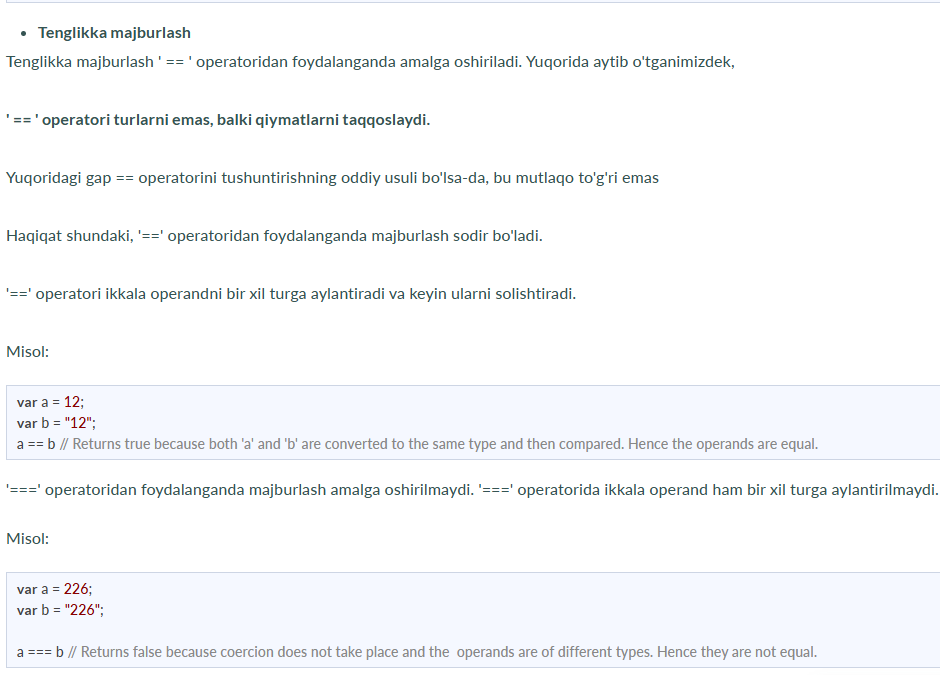 • Tenglikka majburlash
Tenglikka majburlash ' == ' operatoridan foydalanganda amalga oshiriladi. Yuqorida aytib o'tganimizdek,
' == ' operatori turlarni emas, balki qiymatlarni taqqoslaydi.
Yuqoridagi gap == operatorini tushuntirishning oddiy usuli bo'lsa-da, bu mutlaqo to'g'ri emas
Haqiqat shundaki, '==' operatoridan foydalanganda majburlash sodir bo'ladi.
'==' operatori ikkala operandni bir xil turga aylantiradi va keyin ularni solishtiradi.
Misol:
var a = 12;
var b = "12";
a == b // Returns true because both 'a' and 'b' are converted to the same type and then compared. Hence the operands are equal.
'===' operatoridan foydalanganda majburlash amalga oshirilmaydi. '===' operatorida ikkala operand ham bir xil turga aylantirilmaydi.
Misol:
var a = 226;
var b = "226";
a === b // Returns false because coercion does not take place and the  operands are of different types. Hence they are not equal.